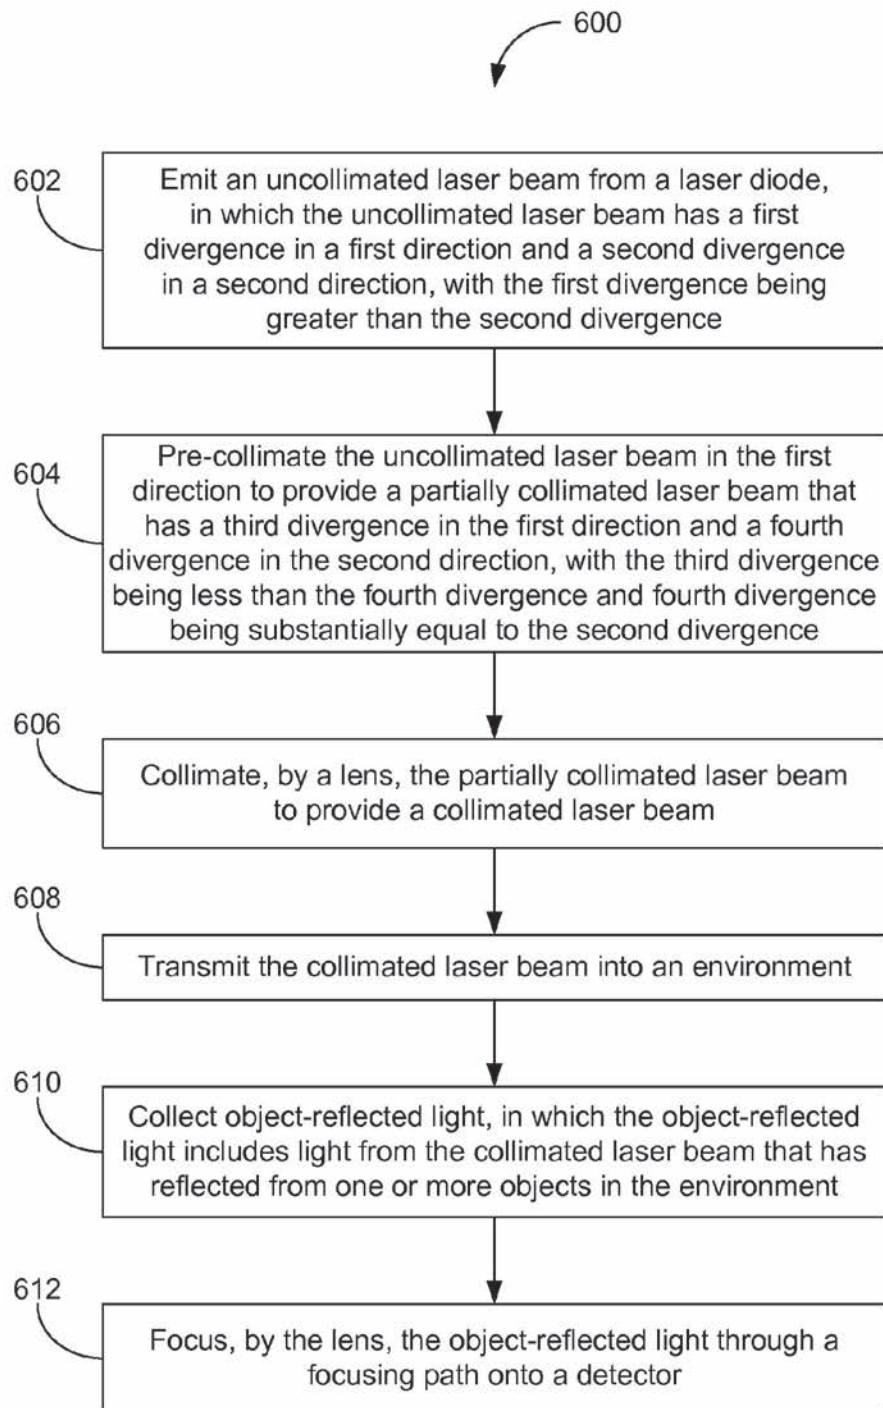 600
602
Emit an uncollimated laser beam from a laser diode,
in which the uncollimated laser beam has a first
divergence in a first direction and a second divergence
in a second direction, with the first divergence being
greater than the second divergence
604
Pre-collimate the uncollimated laser beam in the first
direction to provide a partially collimated laser beam that
has a third divergence in the first direction and a fourth
divergence in the second direction, with the third divergence
being less than the fourth divergence and fourth divergence
being substantially equal to the second divergence
606
Collimate, by a lens, the partially collimated laser beam
to provide a collimated laser beam
608
Transmit the collimated laser beam into an environment
610
Collect object-reflected light, in which the object-reflected
light includes light from the collimated laser beam that has
reflected from one or more objects in the environment
612
Focus, by the lens, the object-reflected light through a
focusing path onto a detector